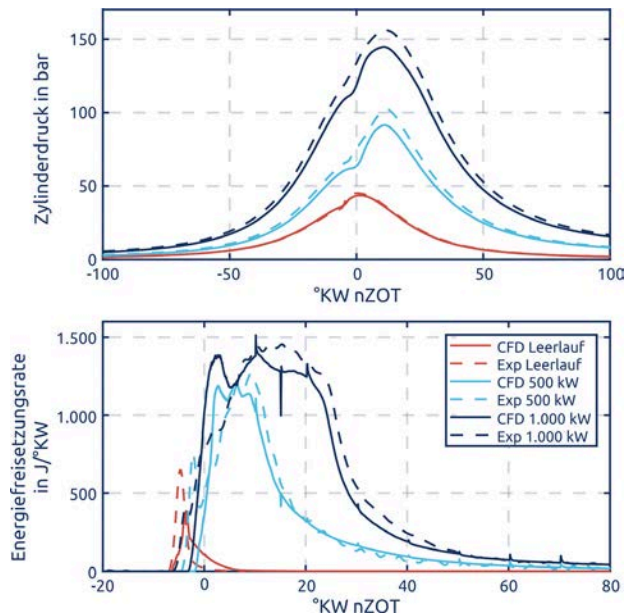 150
100
50
0
Zylinderdruck in bar
-100
-50
0
50
100
°KW nZOT
1.500
1.000
500
0
Energiefreisetzungsrate
in J/°KW
CFD Leerlauf
Exp Leerlauf
CFD 500 kW
Exp 500 kW
CFD 1.000 kW
Exp 1.000 kW
-20
0
20
40
60
80
°KW nZOT